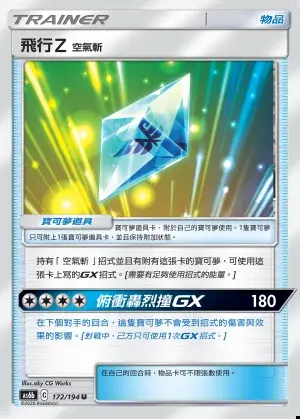 TRAINER 物品
飛行Z 空氣斬
寶可夢道具
寶可夢道具卡,附於自己的寶可夢使用。1隻寶可夢
只可附上1張寶可夢道具卡,並且保持附加狀態。
持有「空氣斬」招式並且有附有這張卡的寶可夢,可使用這
張卡上寫的GX招式。[需要有足夠使用招式的能量。]
俯衝轟烈撞GX 180
在下個對手的回合,這隻寶可夢不會受到招式的傷害與效
果的影響。[對戰中,己方只可使用1次GX招式。]
Illus.oky CG Works
AS6b C 172/194 U
在自己的回合時,物品卡可不限張數使用。